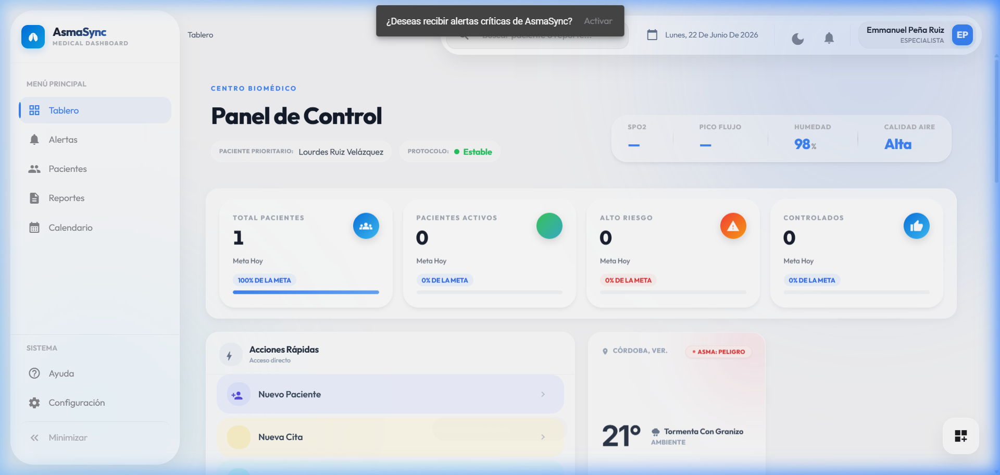 AsmaSync
MEDICAL DASHBOARD
MENÚ PRINCIPAL
Tablero
Alertas
Pacientes
Reportes
Calendario
SISTEMA
Ayuda
Configuración
Minimizar
Tablero
¿Deseas recibir alertas críticas de AsmaSync? Activar
Buscar paciente o reporte...
Lunes, 22 De Junio De 2026
Emmanuel Peña Ruiz
ESPECIALISTA
EP
CENTRO BIOMÉDICO
Panel de Control
PACIENTE PRIORITARIO: Lourdes Ruiz Velázquez
PROTOCOLO: Estable
SPO2
—
PICO FLUJO
—
HUMEDAD
98%
CALIDAD AIRE
Alta
TOTAL PACIENTES
1
Meta Hoy
100% DE LA META
PACIENTES ACTIVOS
0
Meta Hoy
0% DE LA META
ALTO RIESGO
0
Meta Hoy
0% DE LA META
CONTROLADOS
0
Meta Hoy
0% DE LA META
Acciones Rápidas
Acceso directo
Nuevo Paciente
Nueva Cita
CÓRDOBA, VER.
ASMA: PELIGRO
21°
Tormenta Con Granizo
AMBIENTE